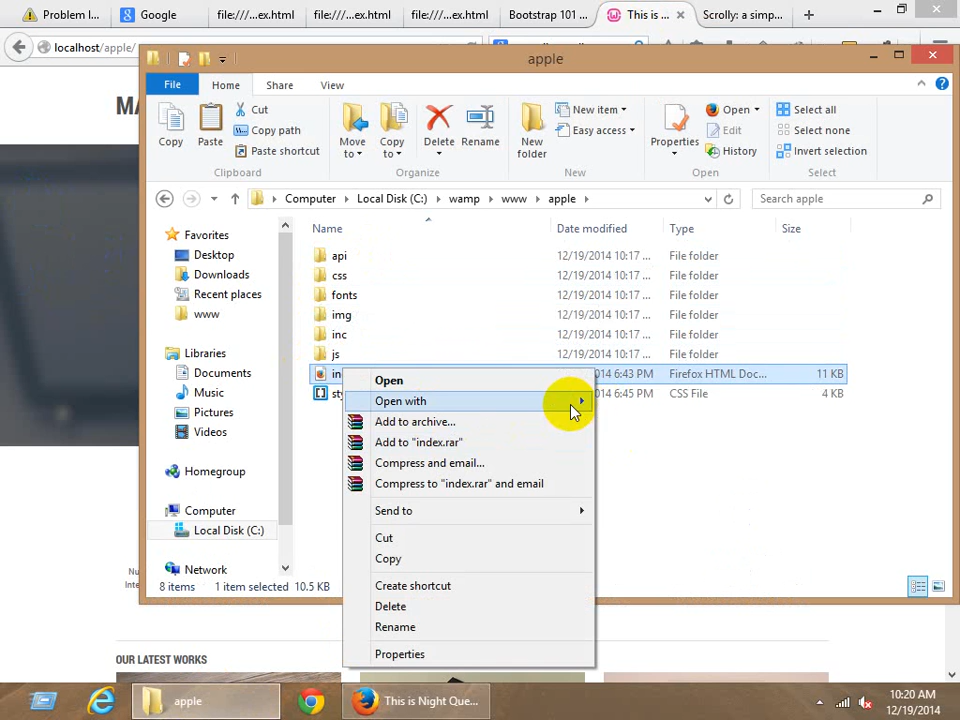 Problem l...
Google
file:///...ex.html
file:///...ex.html
file:///...ex.html
Bootstrap 101 ...
This is ...
Scrolly: a simp...
localhost/apple/
apple
File
Home
Share
View
Copy
Paste
Cut
Copy path
Paste shortcut
Clipboard
Move to
Copy to
Delete
Rename
Organize
New folder
New item
Easy access
New
Properties
Open
Edit
History
Open
Select all
Select none
Invert selection
Select
Computer
Local Disk (C:)
wamp
www
apple
Search apple
Name
Date modified
Type
Size
Favorites
Desktop
Downloads
Recent places
www
Libraries
Documents
Music
Pictures
Videos
Homegroup
Computer
Local Disk (C:)
Network
api 12/19/2014 10:17 ... File folder
css 12/19/2014 10:17 ... File folder
fonts 12/19/2014 10:17 ... File folder
img 12/19/2014 10:17 ... File folder
inc 12/19/2014 10:17 ... File folder
js 12/19/2014 10:17 ... File folder
in 4 6:43 PM Firefox HTML Doc... 11 KB
4 6:45 PM CSS File 4 KB
Open
Open with
Add to archive...
Add to "index.rar"
Compress and email...
Compress to "index.rar" and email
Send to
Cut
Copy
Create shortcut
Delete
Rename
Properties
8 items 1 item selected 10.5 KB
OUR LATEST WORKS
apple
This is Night Que...
10:20 AM
12/19/2014